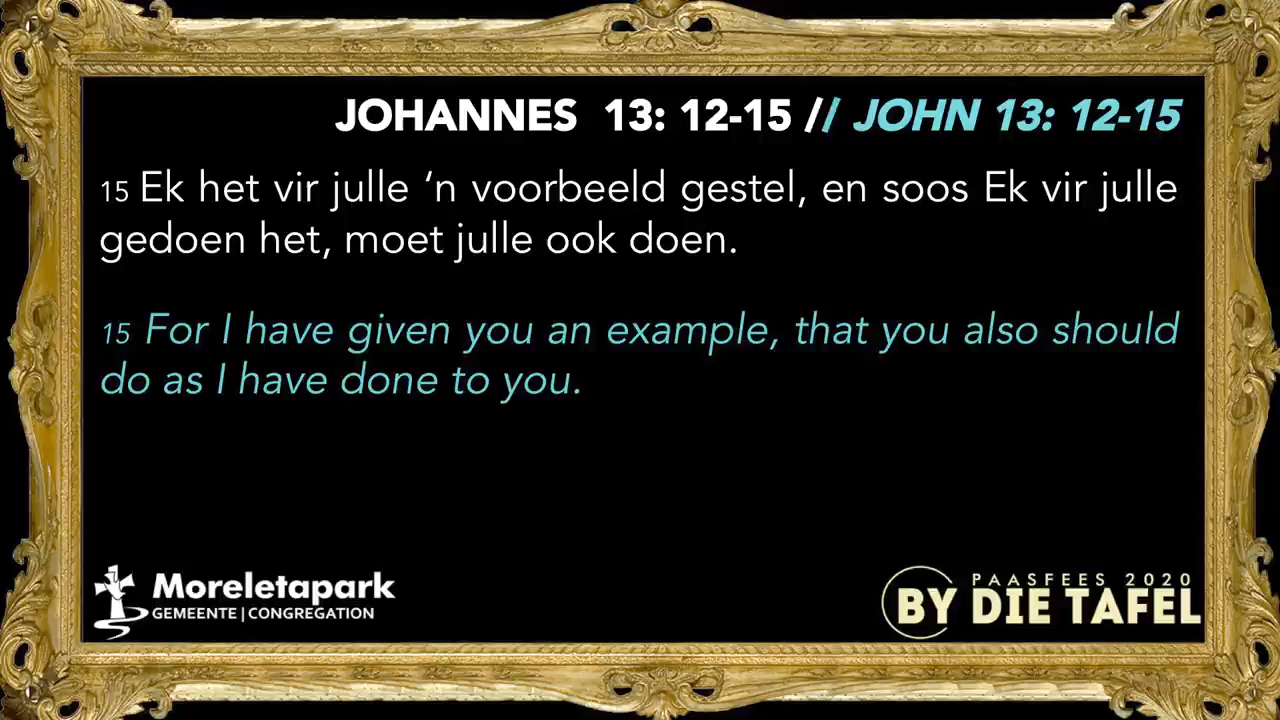 JOHANNES 13: 12-15 // JOHN 13: 12-15
15 Ek het vir julle ‘n voorbeeld gestel, en soos Ek vir julle
gedoen het, moet julle ook doen.
15 For I have given you an example, that you also should
do as I have done to you.
Moreletapark
GEMEENTE | CONGREGATION
PAASFEES 2020
BY DIE TAFEL